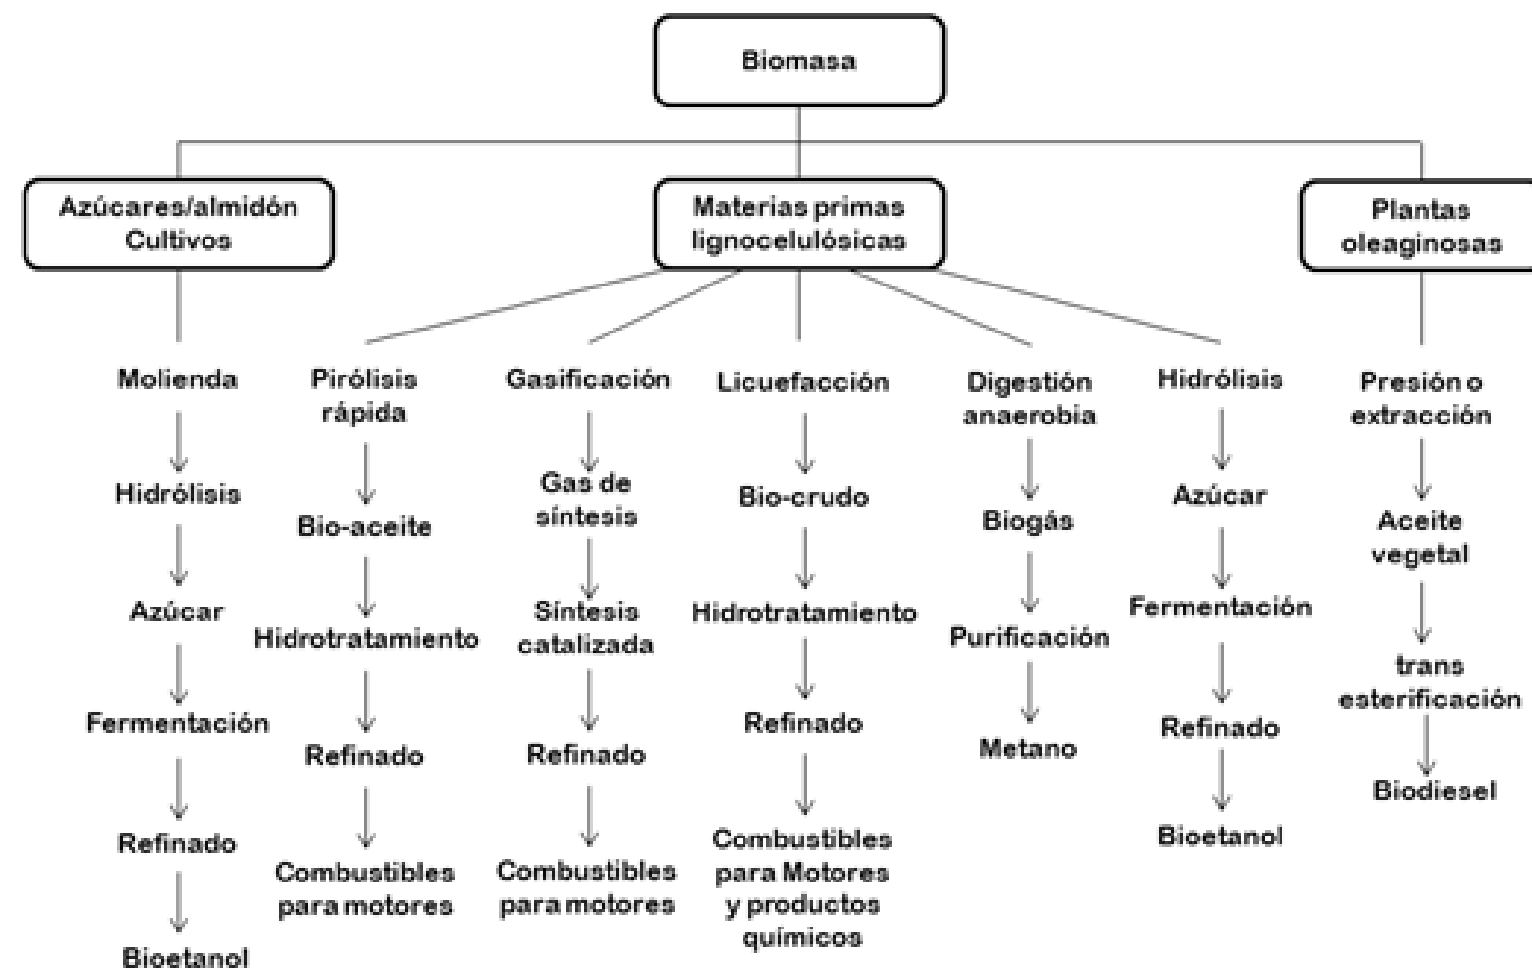 Biomasa
Azúcares/almidón
Cultivos
Materias primas
lignocelulósicas
Plantas
oleaginosas
Molienda
Hidrólisis
Azúcar
Fermentación
Refinado
Bioetanol
Pirólisis
rápida
Bio-aceite
Hidrotratamiento
Refinado
Combustibles
para motores
Gasificación
Gas de
síntesis
Síntesis
catalizada
Refinado
Combustibles
para motores
Licuefacción
Bio-crudo
Hidrotratamiento
Refinado
Combustibles
para Motores
y productos
químicos
Digestión
anaerobia
Biogás
Purificación
Metano
Hidrólisis
Azúcar
Fermentación
Refinado
Bioetanol
Presión o
extracción
Aceite
vegetal
trans
esterificación
Biodiesel